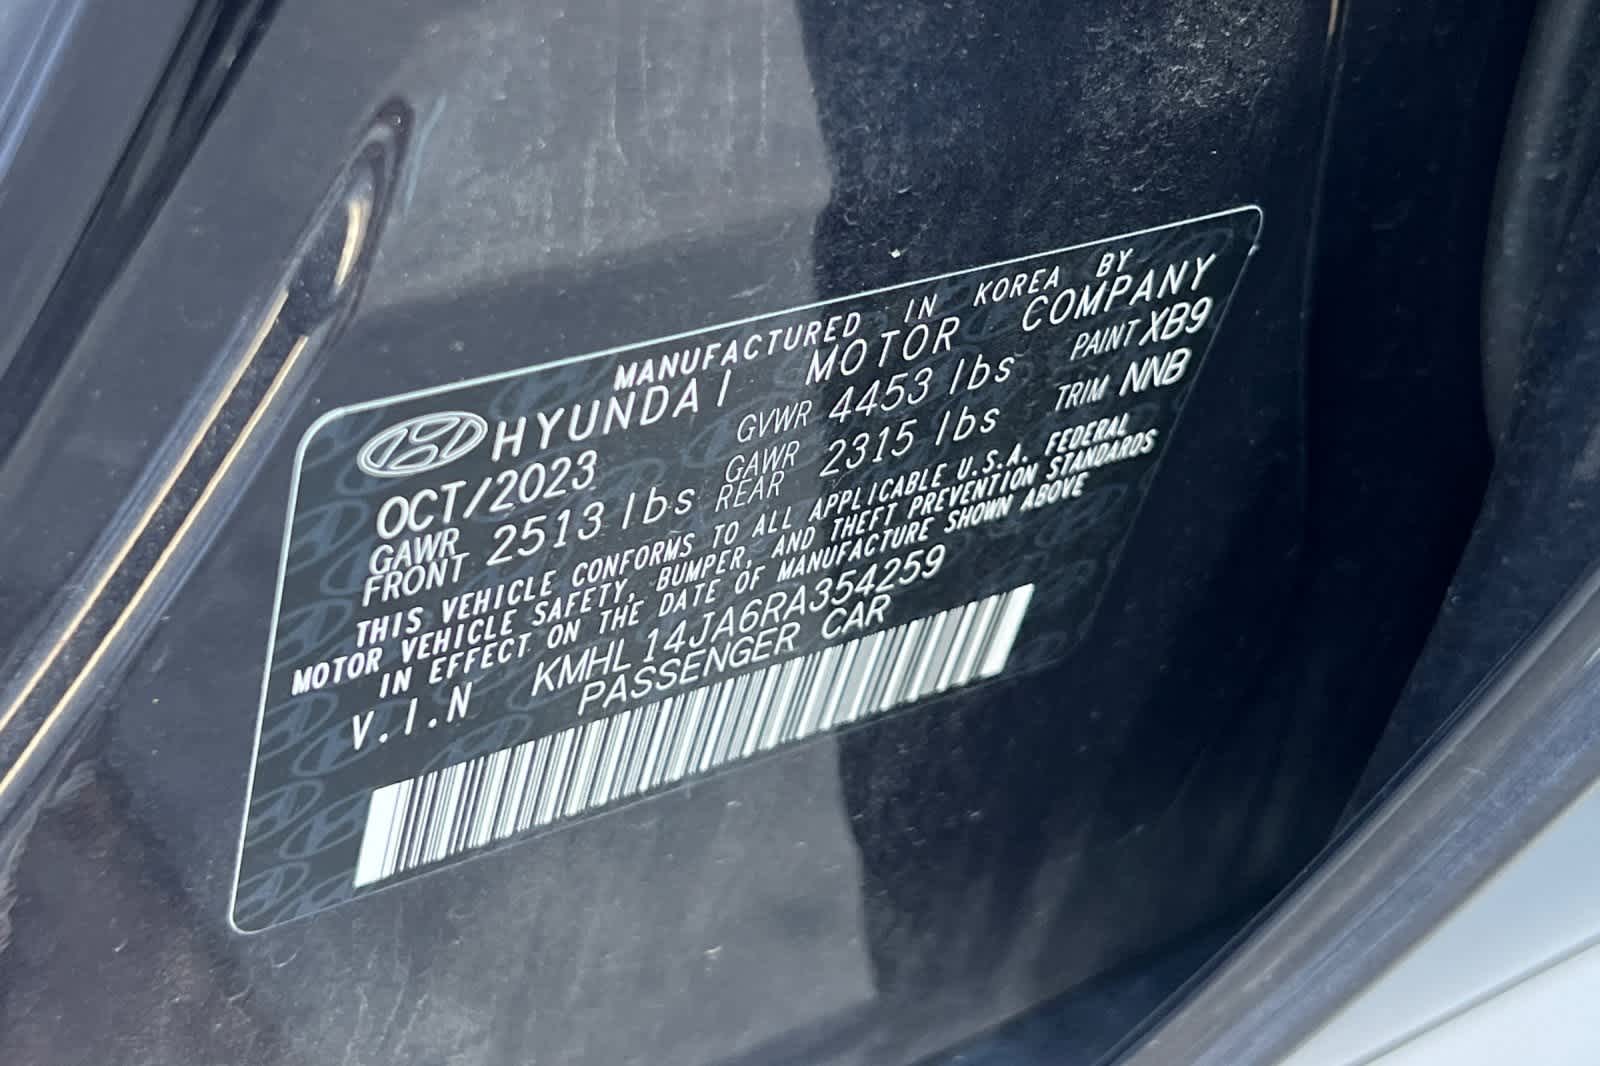 MANUFACTURED IN KOREA BY
HYUNDAI MOTOR COMPANY
OCT/2023 GVWR 4453 lbs PAINT XB9
GAWR FRONT 2513 lbs GAWR REAR 2315 lbs TRIM NNB
THIS VEHICLE CONFORMS TO ALL APPLICABLE U.S.A. FEDERAL
MOTOR VEHICLE SAFETY, BUMPER, AND THEFT PREVENTION STANDARDS
IN EFFECT ON THE DATE OF MANUFACTURE SHOWN ABOVE
V.I.N KMHL14JA6RA354259
PASSENGER CAR